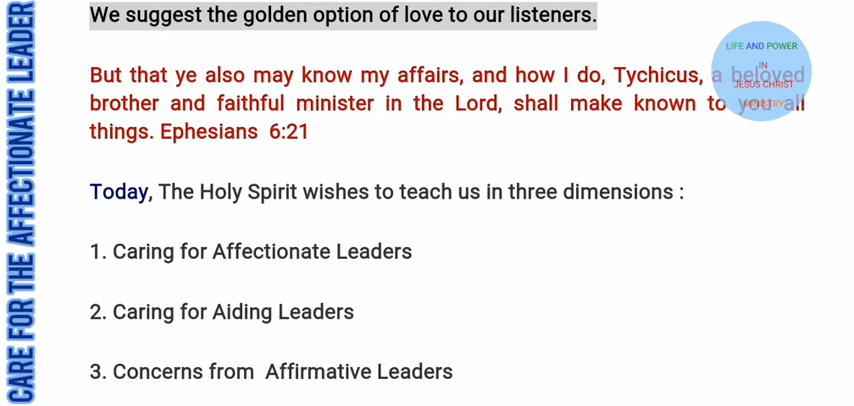 We suggest the golden option of love to our listeners.
But that ye also may know my affairs, and how I do, Tychicus, a beloved
brother and faithful minister in the Lord, shall make known to you all
things. Ephesians 6:21
Today, The Holy Spirit wishes to teach us in three dimensions :
1. Caring for Affectionate Leaders
2. Caring for Aiding Leaders
3. Concerns from Affirmative Leaders
CARE FOR THE AFFECTIONATE LEADER
LIFE AND POWER
IN
JESUS CHRIST
MINISTRY